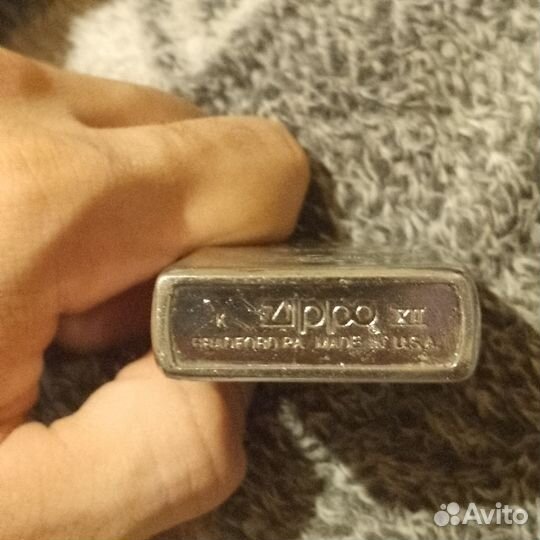 K Zippo XII
BRADFORD PA. MADE IN U.S.A.
Avito